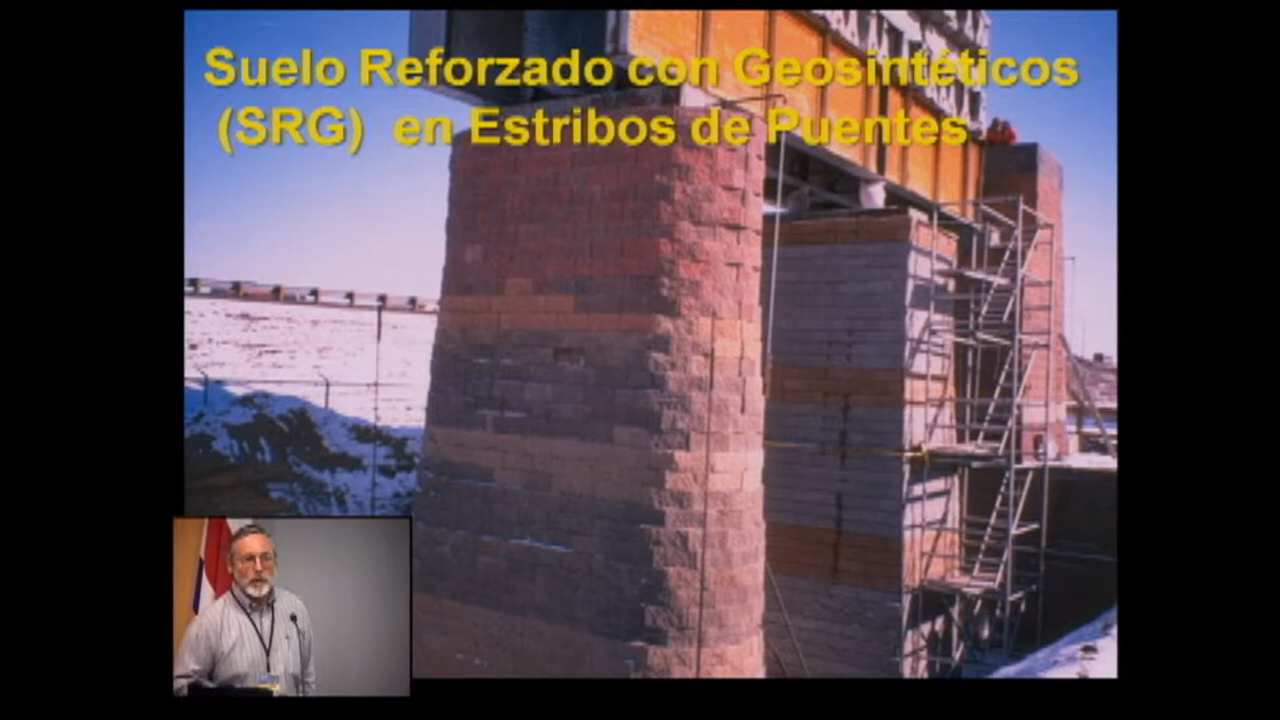 Suelo Reforzado con Geosintéticos
(SRG) en Estribos de Puentes